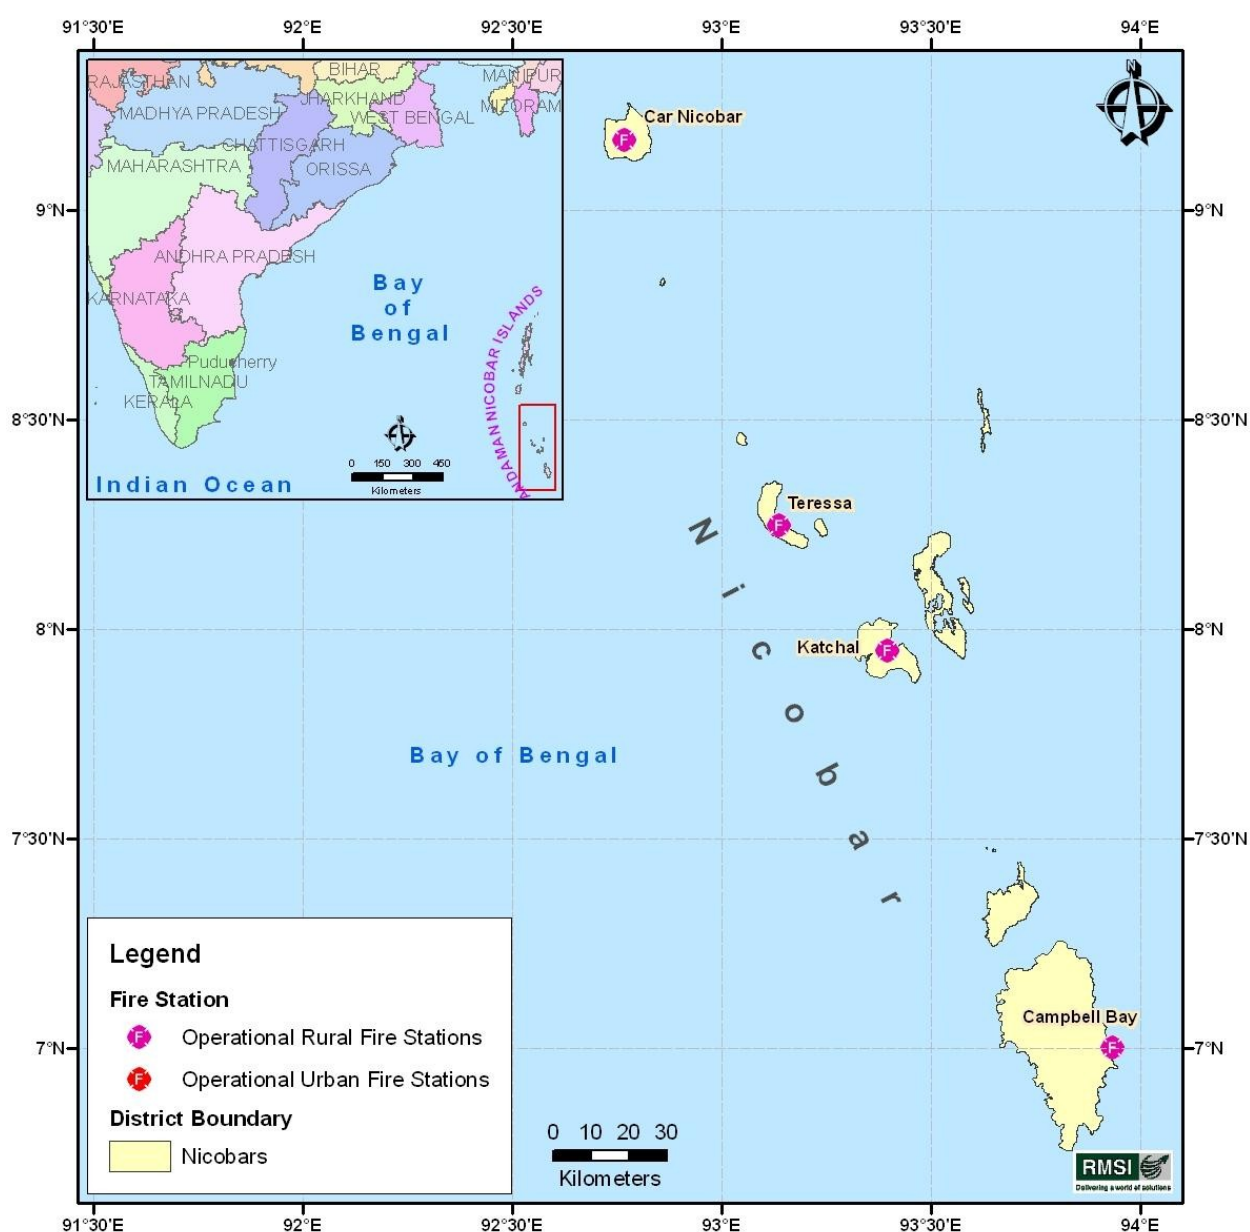 91°30'E 92°E 92°30'E 93°E 93°30'E 94°E
RAJASTHAN
BIHAR
MANIPUR
JHARKHAND
MADHYA PRADESH
WEST BENGAL
MIZORAM
CHATTISGARH
MAHARASHTRA
ORISSA
ANDHRA PRADESH
KARNATAKA
Puducherry
TAMILNADU
KERALA
Bay
of
Bengal
ANDAMAN NICOBAR ISLANDS
N
0 150 300 450
Kilometers
Indian Ocean
N
Car Nicobar
F
9°N 9°N
8°30'N 8°30'N
Teressa
F
8°N 8°N
Katchal
F
Nicobar
Bay of Bengal
7°30'N 7°30'N
Campbell Bay
F
7°N 7°N
Legend
Fire Station
F Operational Rural Fire Stations
F Operational Urban Fire Stations
District Boundary
Nicobars
0 10 20 30
Kilometers
RMSI
Delivering a world of solutions
91°30'E 92°E 92°30'E 93°E 93°30'E 94°E